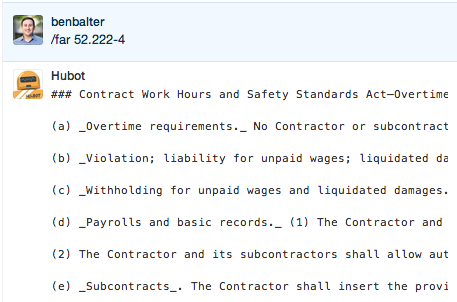 benbalter
/far 52.222-4
Hubot
### Contract Work Hours and Safety Standards Act—Overtime
(a) _Overtime requirements._ No Contractor or subcontract
(b) _Violation; liability for unpaid wages; liquidated da
(c) _Withholding for unpaid wages and liquidated damages.
(d) _Payrolls and basic records._ (1) The Contractor and
(2) The Contractor and its subcontractors shall allow aut
(e) _Subcontracts_. The Contractor shall insert the provi